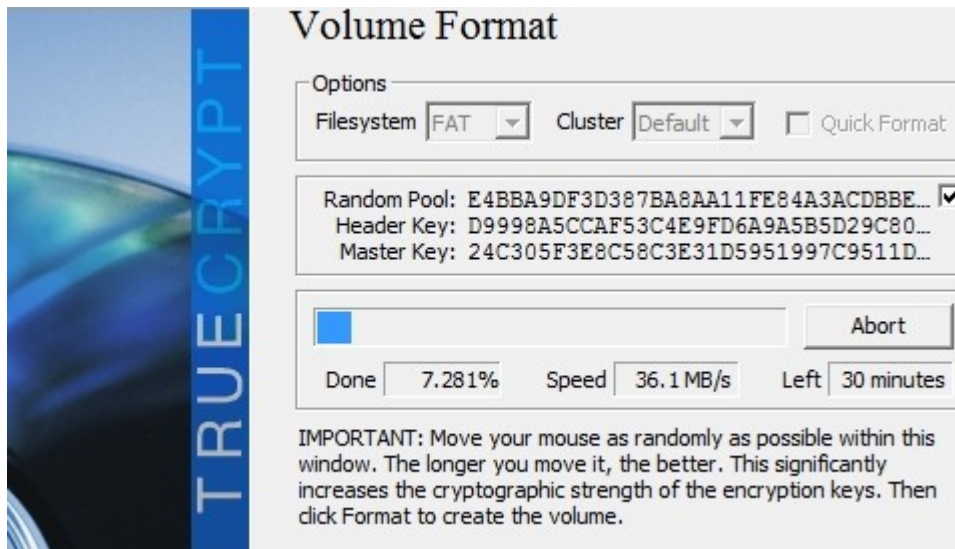 TRUECRYPT
Volume Format
Options
Filesystem FAT Cluster Default Quick Format
Random Pool: E4BBA9DF3D387BA8AA11FE84A3ACDBBE...
Header Key: D9998A5CCAF53C4E9FD6A9A5B5D29C80...
Master Key: 24C305F3E8C58C3E31D5951997C9511D...
Abort
Done 7.281% Speed 36.1 MB/s Left 30 minutes
IMPORTANT: Move your mouse as randomly as possible within this
window. The longer you move it, the better. This significantly
increases the cryptographic strength of the encryption keys. Then
click Format to create the volume.